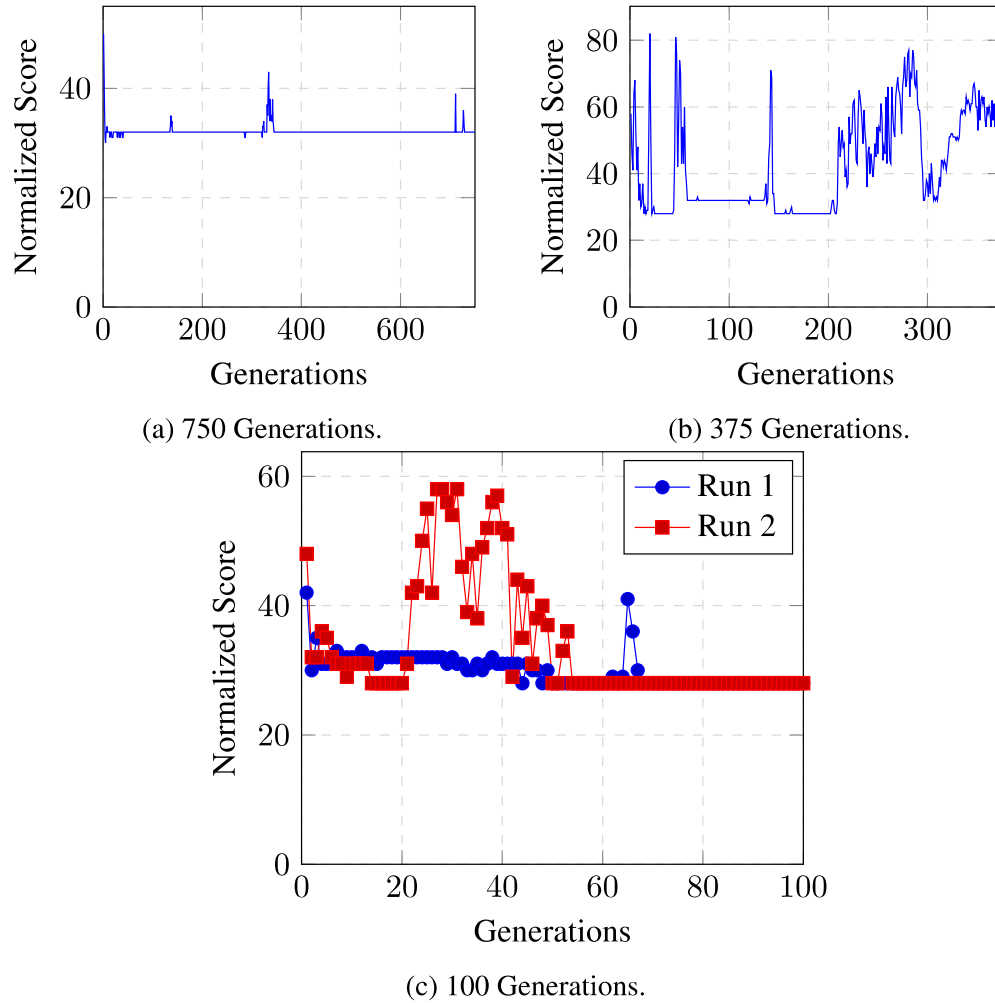 Normalized Score
40
20
0
0 200 400 600
Generations
(a) 750 Generations.
Normalized Score
80
60
40
20
0
0 100 200 300
Generations
(b) 375 Generations.
Normalized Score
60
40
20
0
0 20 40 60 80 100
Run 1
Run 2
Generations
(c) 100 Generations.